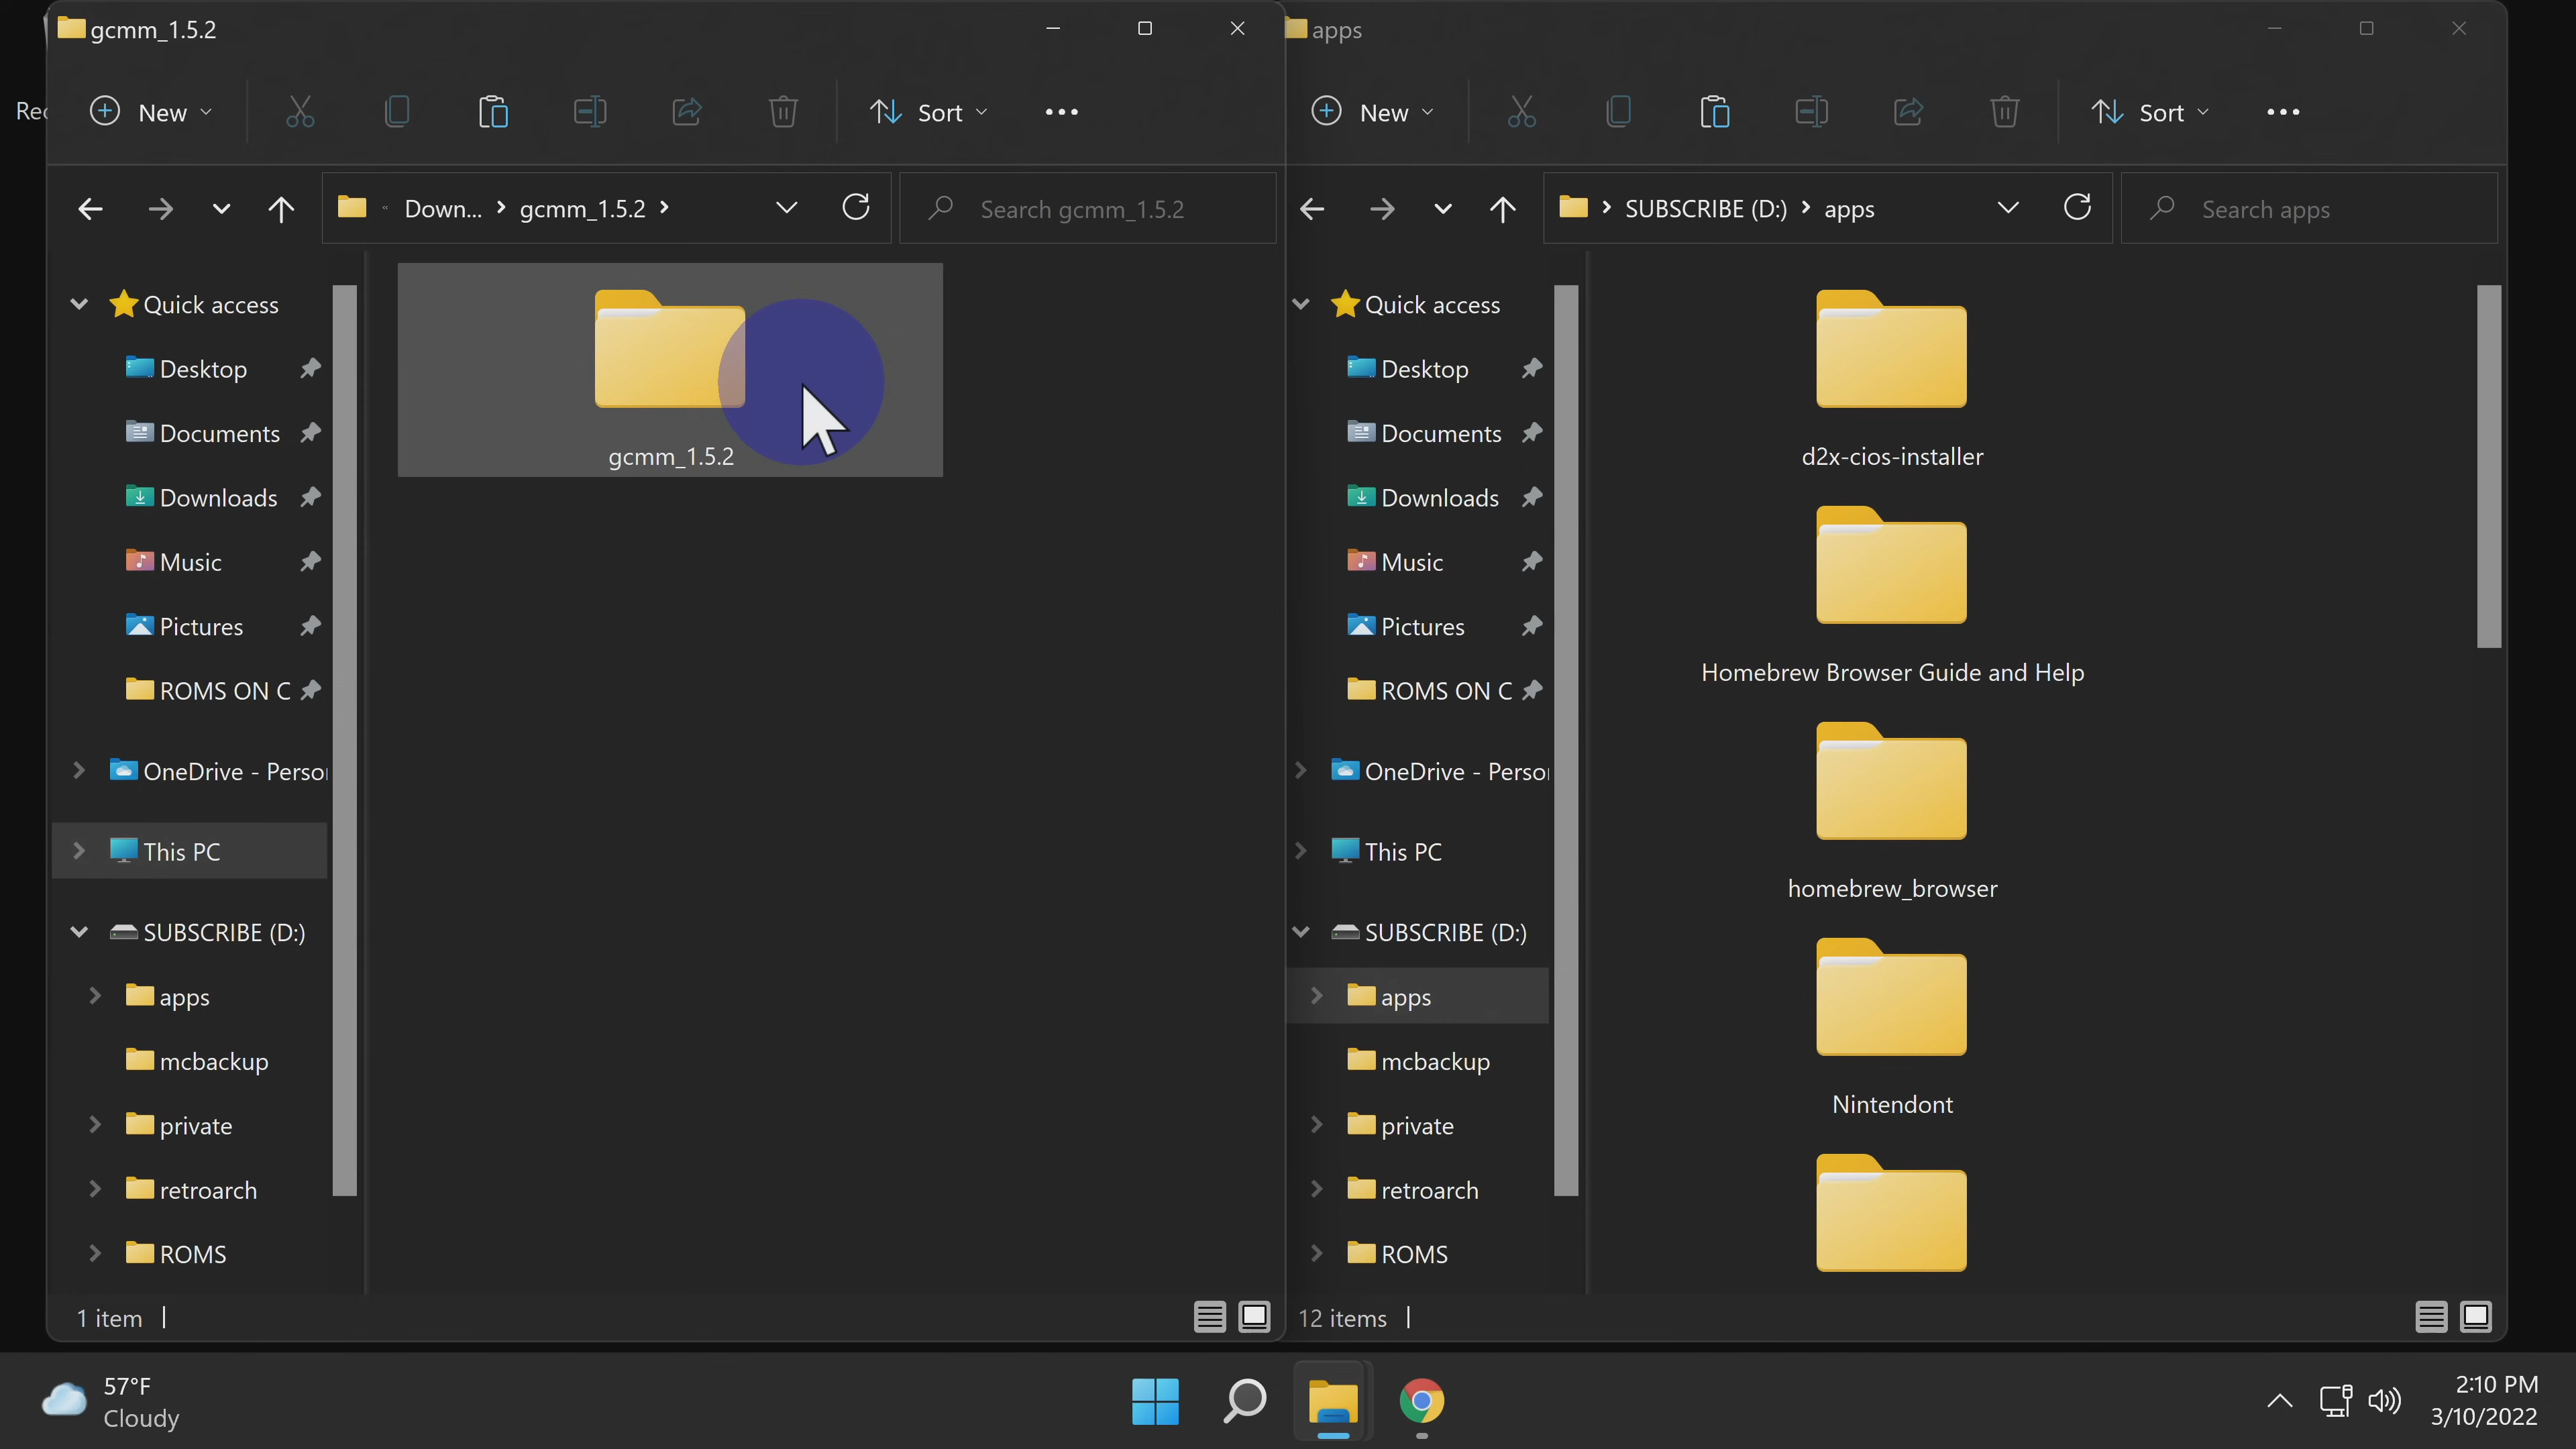 gcmm_1.5.2
New
Sort
Down...
gcmm_1.5.2
Search gcmm_1.5.2
Quick access
Desktop
Documents
Downloads
Music
Pictures
ROMS ON C
OneDrive - Person
This PC
SUBSCRIBE (D:)
apps
mcbackup
private
retroarch
ROMS
gcmm_1.5.2
1 item
apps
New
Sort
SUBSCRIBE (D:)
apps
Search apps
Quick access
Desktop
Documents
Downloads
Music
Pictures
ROMS ON C
OneDrive - Person
This PC
SUBSCRIBE (D:)
apps
mcbackup
private
retroarch
ROMS
d2x-cios-installer
Homebrew Browser Guide and Help
homebrew_browser
Nintendont
12 items
57°F
Cloudy
2:10 PM
3/10/2022